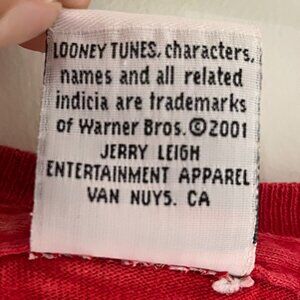 LOONEY TUNES, characters,
names and all related
indicia are trademarks
of Warner Bros. ©2001
JERRY LEIGH
ENTERTAINMENT APPAREL
VAN NUYS. CA